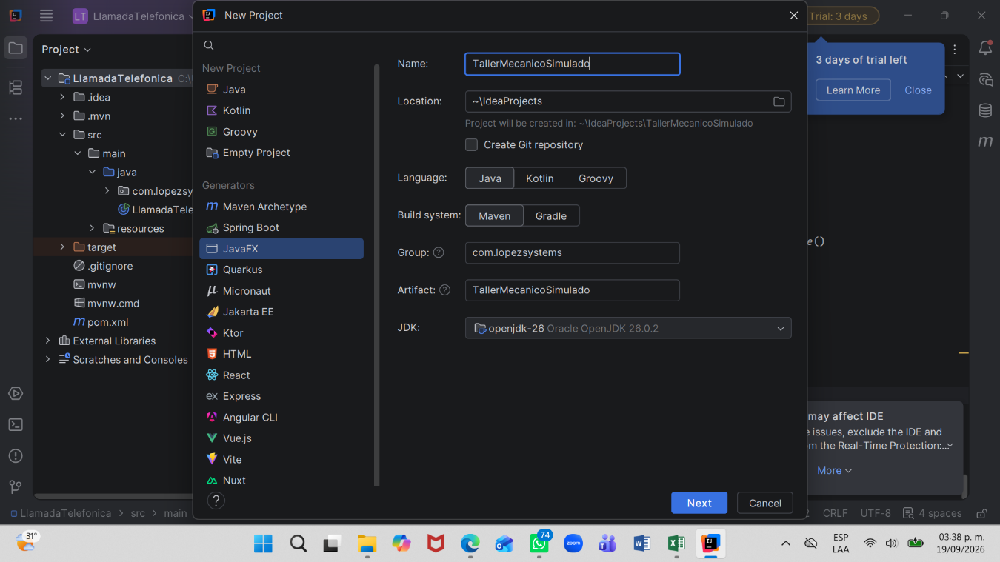 LT LlamadaTelefonica
New Project
Trial: 3 days
Project
LlamadaTelefonica C:\
.idea
.mvn
src
main
java
com.lopezsy
LlamadaTele
resources
target
.gitignore
mvnw
mvnw.cmd
pom.xml
External Libraries
Scratches and Consoles
New Project
Java
Kotlin
Groovy
Empty Project
Generators
Maven Archetype
Spring Boot
JavaFX
Quarkus
Micronaut
Jakarta EE
Ktor
HTML
React
Express
Angular CLI
Vue.js
Vite
Nuxt
Name: TallerMecanicoSimulado
Location: ~\IdeaProjects
Project will be created in: ~\IdeaProjects\TallerMecanicoSimulado
Create Git repository
Language: Java Kotlin Groovy
Build system: Maven Gradle
Group: ? com.lopezsystems
Artifact: ? TallerMecanicoSimulado
JDK: openjdk-26 Oracle OpenJDK 26.0.2
? Next Cancel
3 days of trial left
Learn More Close
e()
may affect IDE
e issues, exclude the IDE and
om the Real-Time Protection:...
More
LlamadaTelefonica > src > main
2 CRLF UTF-8 4 spaces
31°
74
zoom
ESP
LAA
03:38 p. m.
19/09/2026